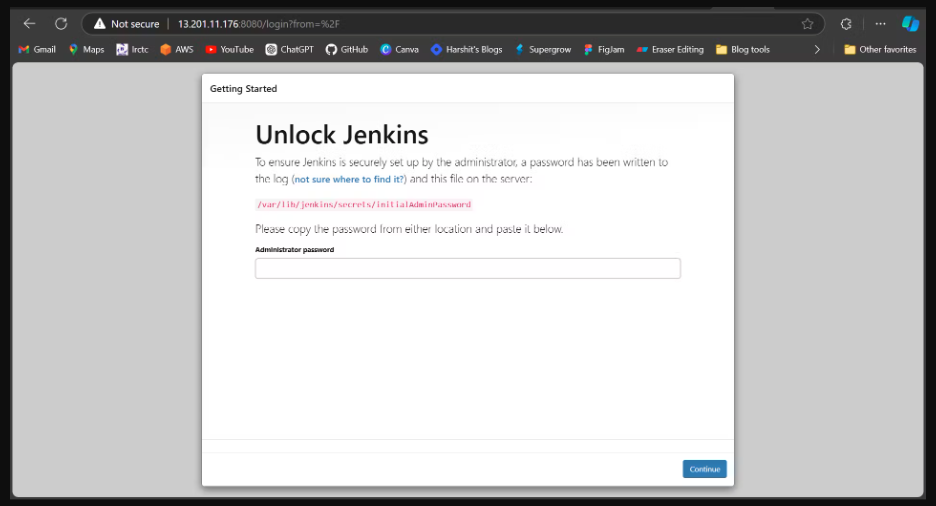 Not secure 13.201.11.176:8080/login?from=%2F
Gmail Maps Irctc AWS YouTube ChatGPT GitHub Canva Harshit's Blogs Supergrow FigJam Eraser Editing Blog tools Other favorites
Getting Started
Unlock Jenkins
To ensure Jenkins is securely set up by the administrator, a password has been written to
the log (not sure where to find it?) and this file on the server:
/var/lib/jenkins/secrets/initialAdminPassword
Please copy the password from either location and paste it below.
Administrator password
Continue